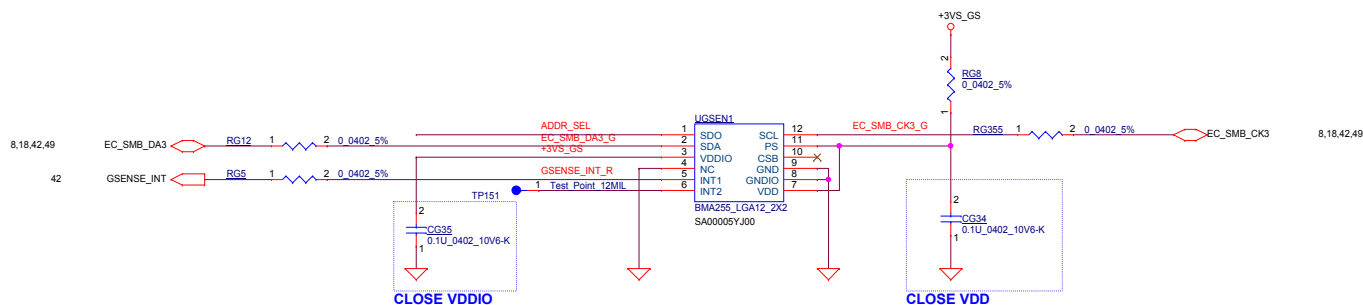 +3VS_GS
2
RG8
0_0402_5%
1
8,18,42,49
EC_SMB_DA3
RG12
1
2
0_0402_5%
ADDR_SEL
EC_SMB_DA3_G
+3VS_GS
UGSEN1
1 SDO SCL 12
2 SDA PS 11
3 VDDIO CSB 10
4 NC GND 9
5 INT1 GNDIO 8
6 INT2 VDD 7
EC_SMB_CK3_G
RG355
1
2
0_0402_5%
EC_SMB_CK3
8,18,42,49
42
GSENSE_INT
RG5
1
2
0_0402_5%
GSENSE_INT_R
TP151
1
Test_Point_12MIL
BMA255_LGA12_2X2
SA00005YJ00
2
CG35
0.1U_0402_10V6-K
1
CLOSE VDDIO
2
CG34
0.1U_0402_10V6-K
1
CLOSE VDD